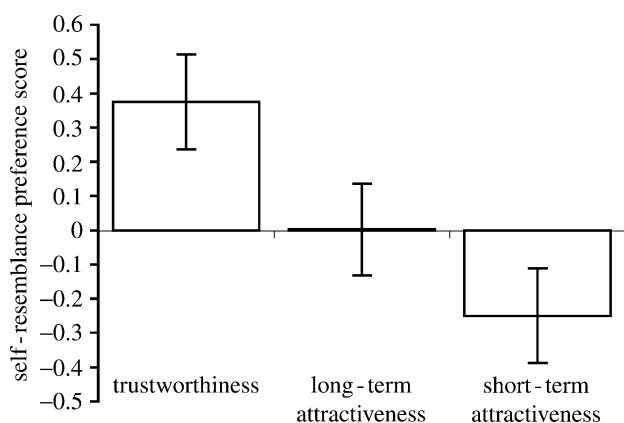 self-resemblance preference score
0.6
0.5
0.4
0.3
0.2
0.1
0
−0.1
−0.2
−0.3
−0.4
−0.5
trustworthiness
long-term
attractiveness
short-term
attractiveness